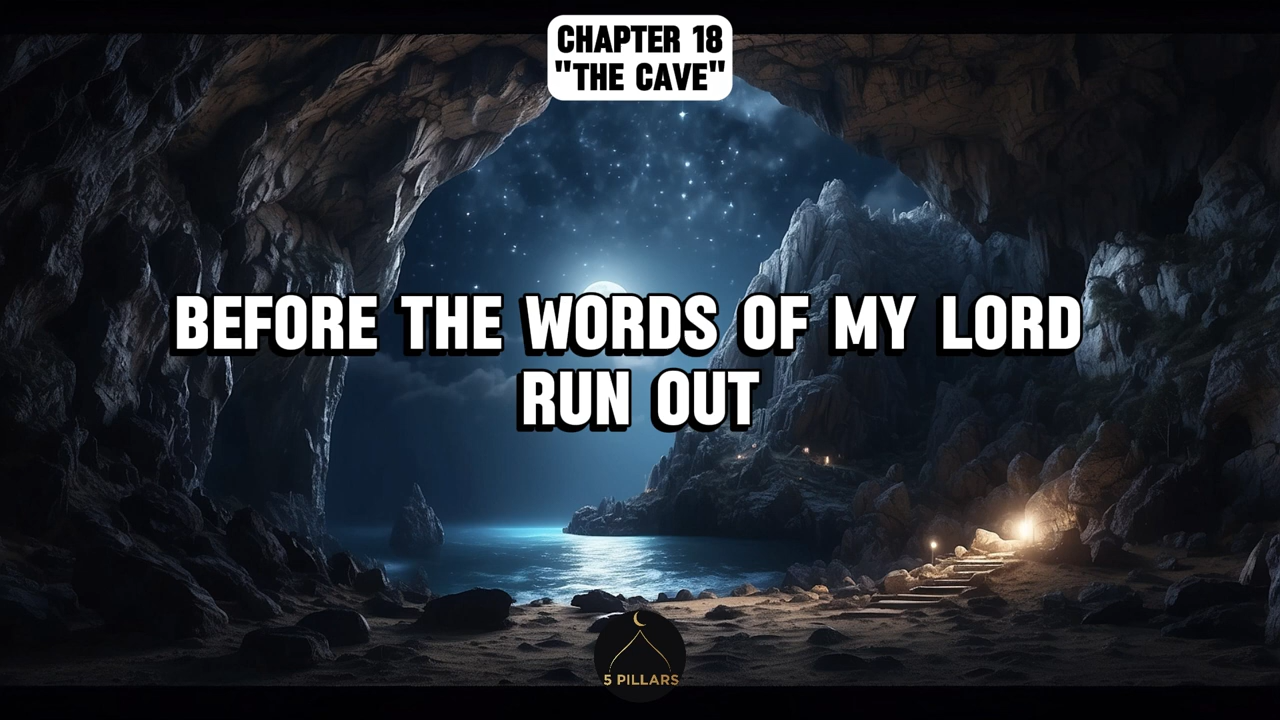 CHAPTER 18
"THE CAVE"
BEFORE THE WORDS OF MY LORD
RUN OUT
5 PILLARS